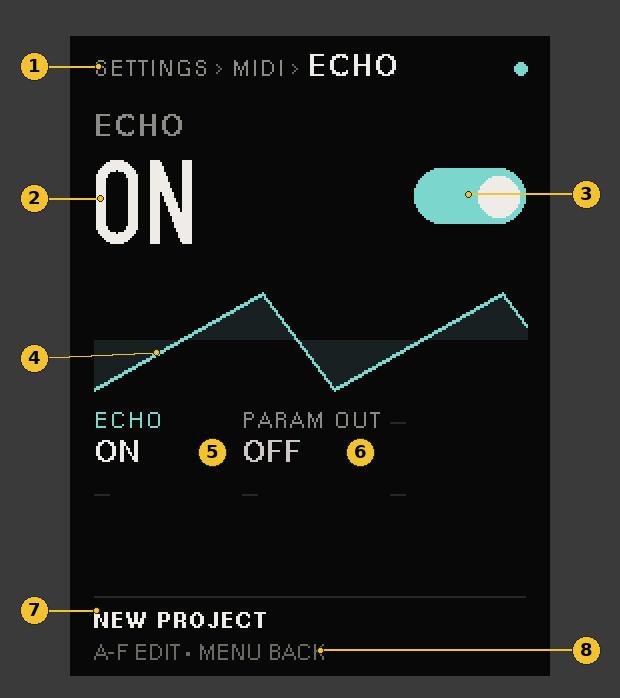 1 SETTINGS › MIDI › ECHO
ECHO
2 ON 3
4
ECHO PARAM OUT —
ON 5 OFF 6
— — —
7 NEW PROJECT
A-F EDIT · MENU BACK 8